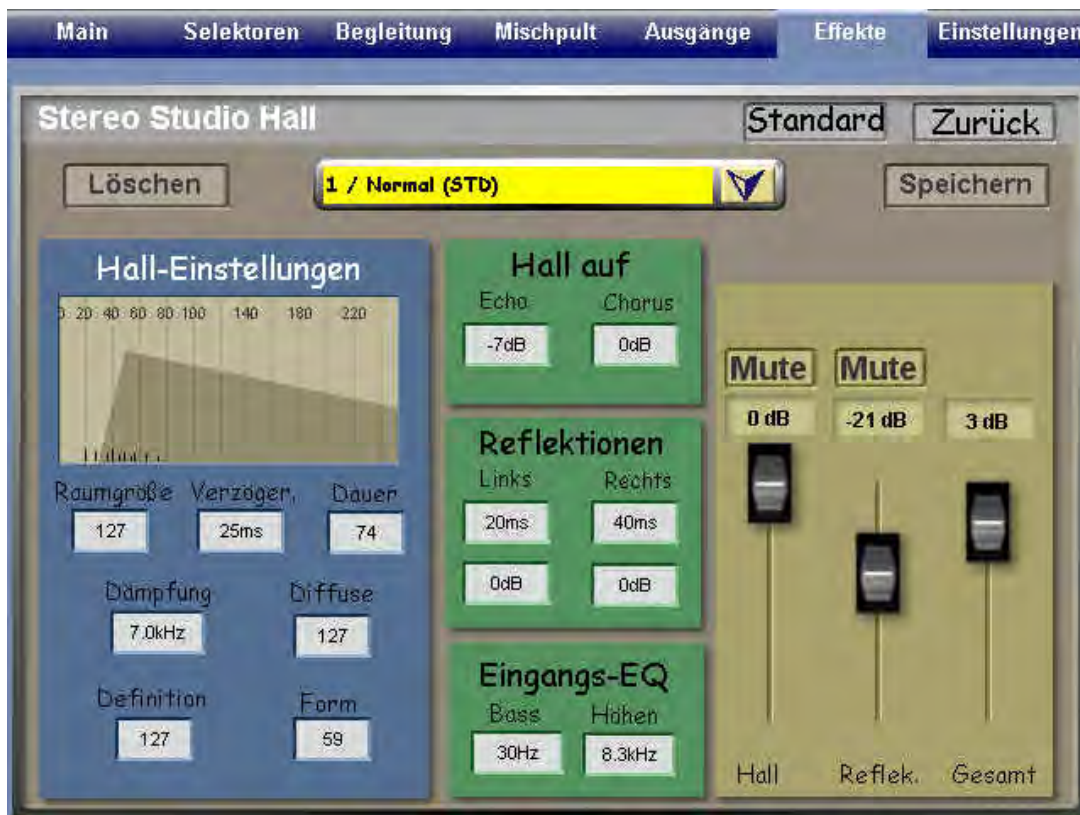 Main Selektoren Begleitung Mischpult Ausgänge Effekte Einstellungen
Stereo Studio Hall Standard Zurück
Löschen 1 / Normal (STD) Speichern
Hall-Einstellungen
0 20 40 60 80 100 140 180 220
Raumgröße Verzöger. Dauer
127 25ms 74
Dämpfung Diffuse
7.0kHz 127
Definition Form
127 59
Hall auf
Echo Chorus
-7dB 0dB
Reflektionen
Links Rechts
20ms 40ms
0dB 0dB
Eingangs-EQ
Bass Höhen
30Hz 8.3kHz
Mute Mute
0 dB -21 dB 3 dB
Hall Reflek. Gesamt